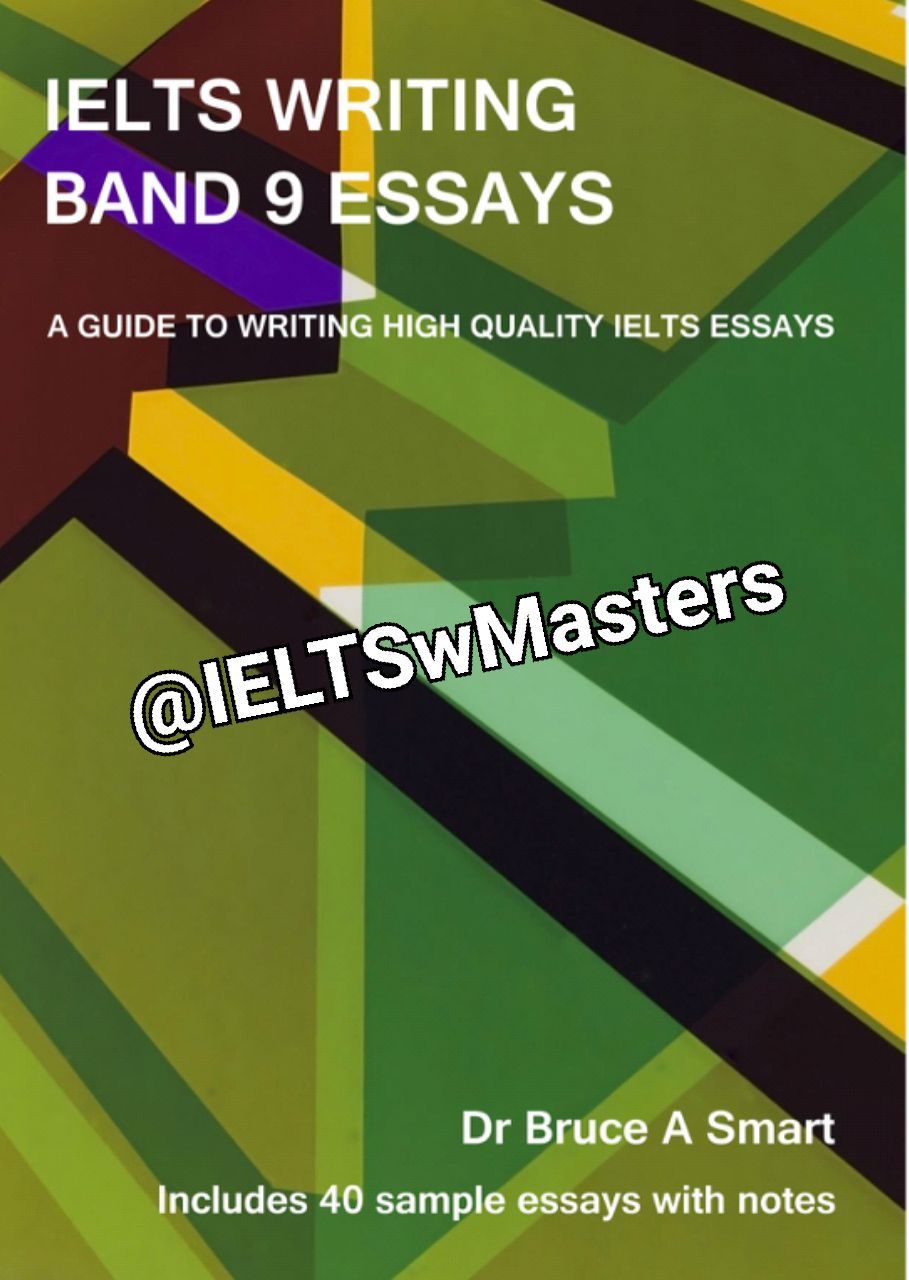 IELTS WRITING
BAND 9 ESSAYS
A GUIDE TO WRITING HIGH QUALITY IELTS ESSAYS
@IELTSwMasters
Dr Bruce A Smart
Includes 40 sample essays with notes